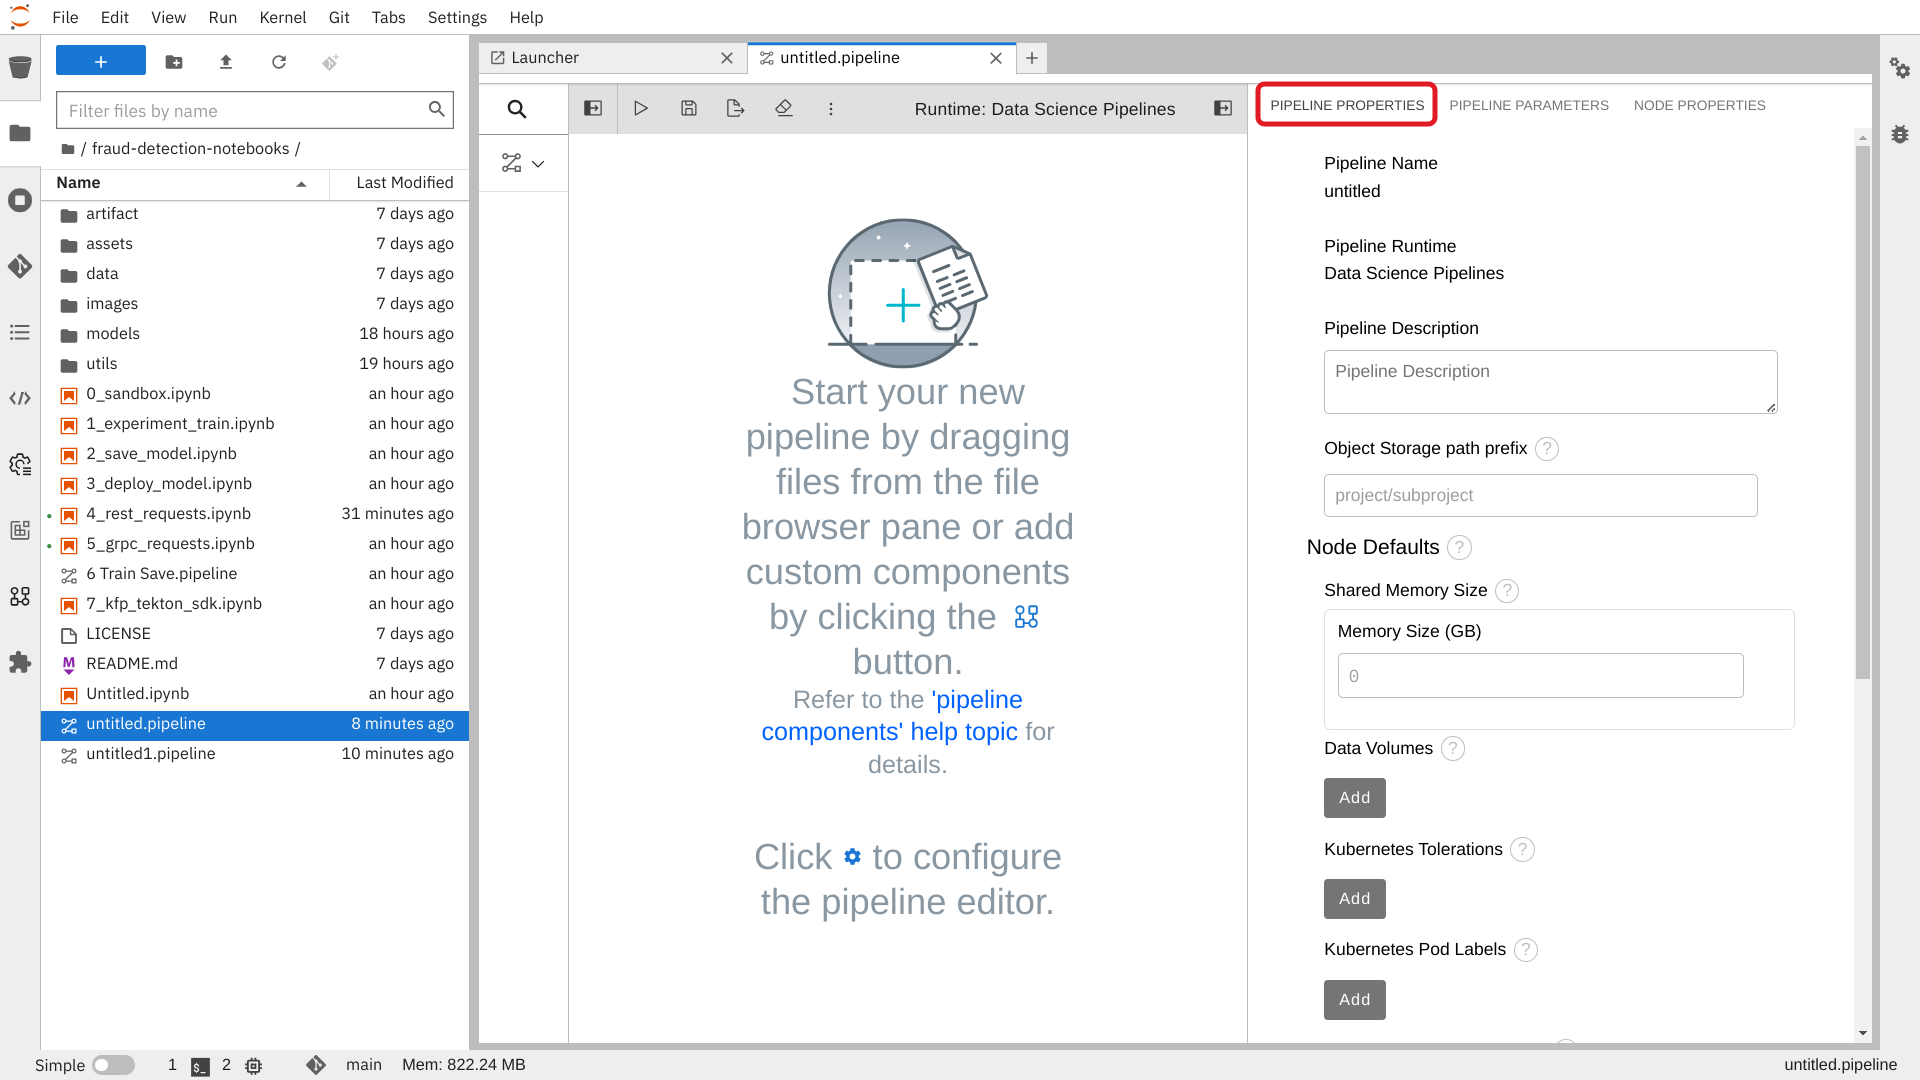 File Edit View Run Kernel Git Tabs Settings Help
Filter files by name
/ fraud-detection-notebooks /
Name Last Modified
artifact 7 days ago
assets 7 days ago
data 7 days ago
images 7 days ago
models 18 hours ago
utils 19 hours ago
0_sandbox.ipynb an hour ago
1_experiment_train.ipynb an hour ago
2_save_model.ipynb an hour ago
3_deploy_model.ipynb an hour ago
4_rest_requests.ipynb 31 minutes ago
5_grpc_requests.ipynb an hour ago
6 Train Save.pipeline an hour ago
7_kfp_tekton_sdk.ipynb an hour ago
LICENSE 7 days ago
README.md 7 days ago
Untitled.ipynb an hour ago
untitled.pipeline 8 minutes ago
untitled1.pipeline 10 minutes ago
Launcher
untitled.pipeline
Runtime: Data Science Pipelines
Start your new
pipeline by dragging
files from the file
browser pane or add
custom components
by clicking the
button.
Refer to the 'pipeline
components' help topic for
details.
Click to configure
the pipeline editor.
PIPELINE PROPERTIES PIPELINE PARAMETERS NODE PROPERTIES
Pipeline Name
untitled
Pipeline Runtime
Data Science Pipelines
Pipeline Description
Pipeline Description
Object Storage path prefix ?
project/subproject
Node Defaults ?
Shared Memory Size ?
Memory Size (GB)
0
Data Volumes ?
Add
Kubernetes Tolerations ?
Add
Kubernetes Pod Labels ?
Add
Simple 1 $_ 2 main Mem: 822.24 MB untitled.pipeline